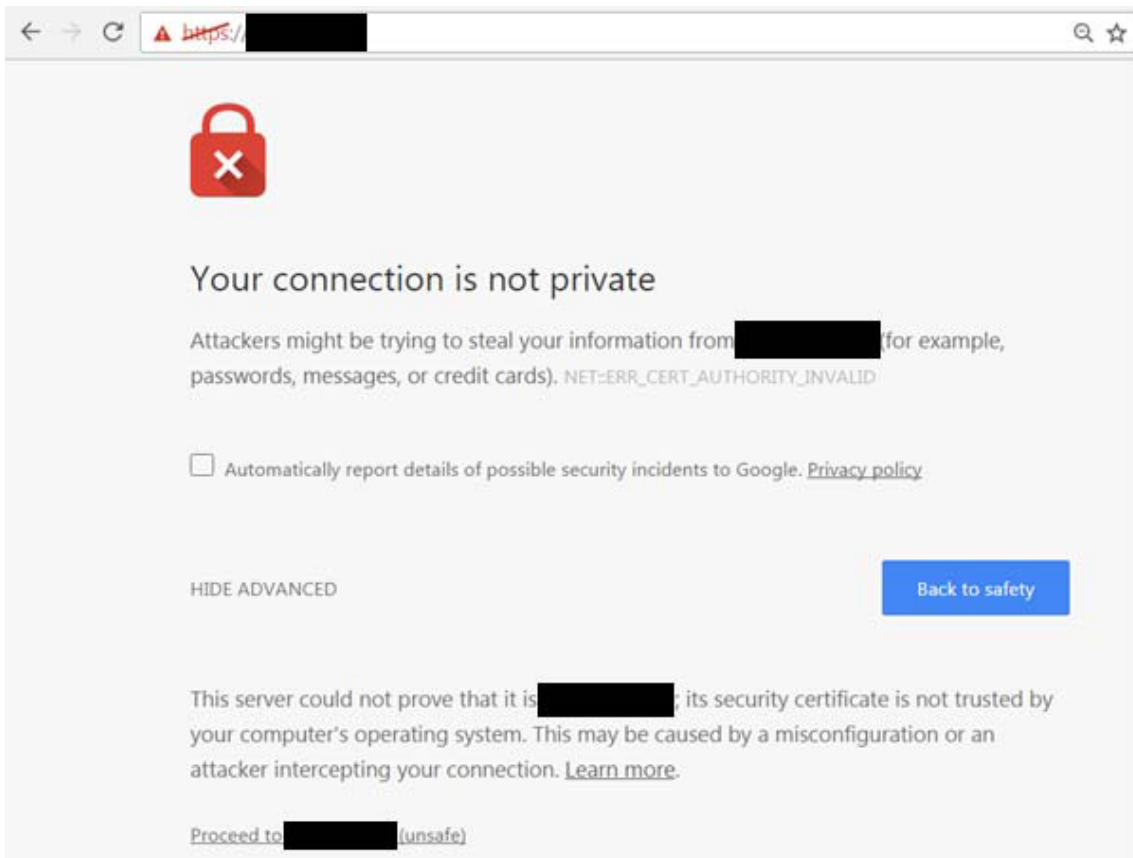 https://
Your connection is not private
Attackers might be trying to steal your information from (for example,
passwords, messages, or credit cards). NET::ERR_CERT_AUTHORITY_INVALID
Automatically report details of possible security incidents to Google. Privacy policy
HIDE ADVANCED
Back to safety
This server could not prove that it is ; its security certificate is not trusted by
your computer's operating system. This may be caused by a misconfiguration or an
attacker intercepting your connection. Learn more.
Proceed to (unsafe)